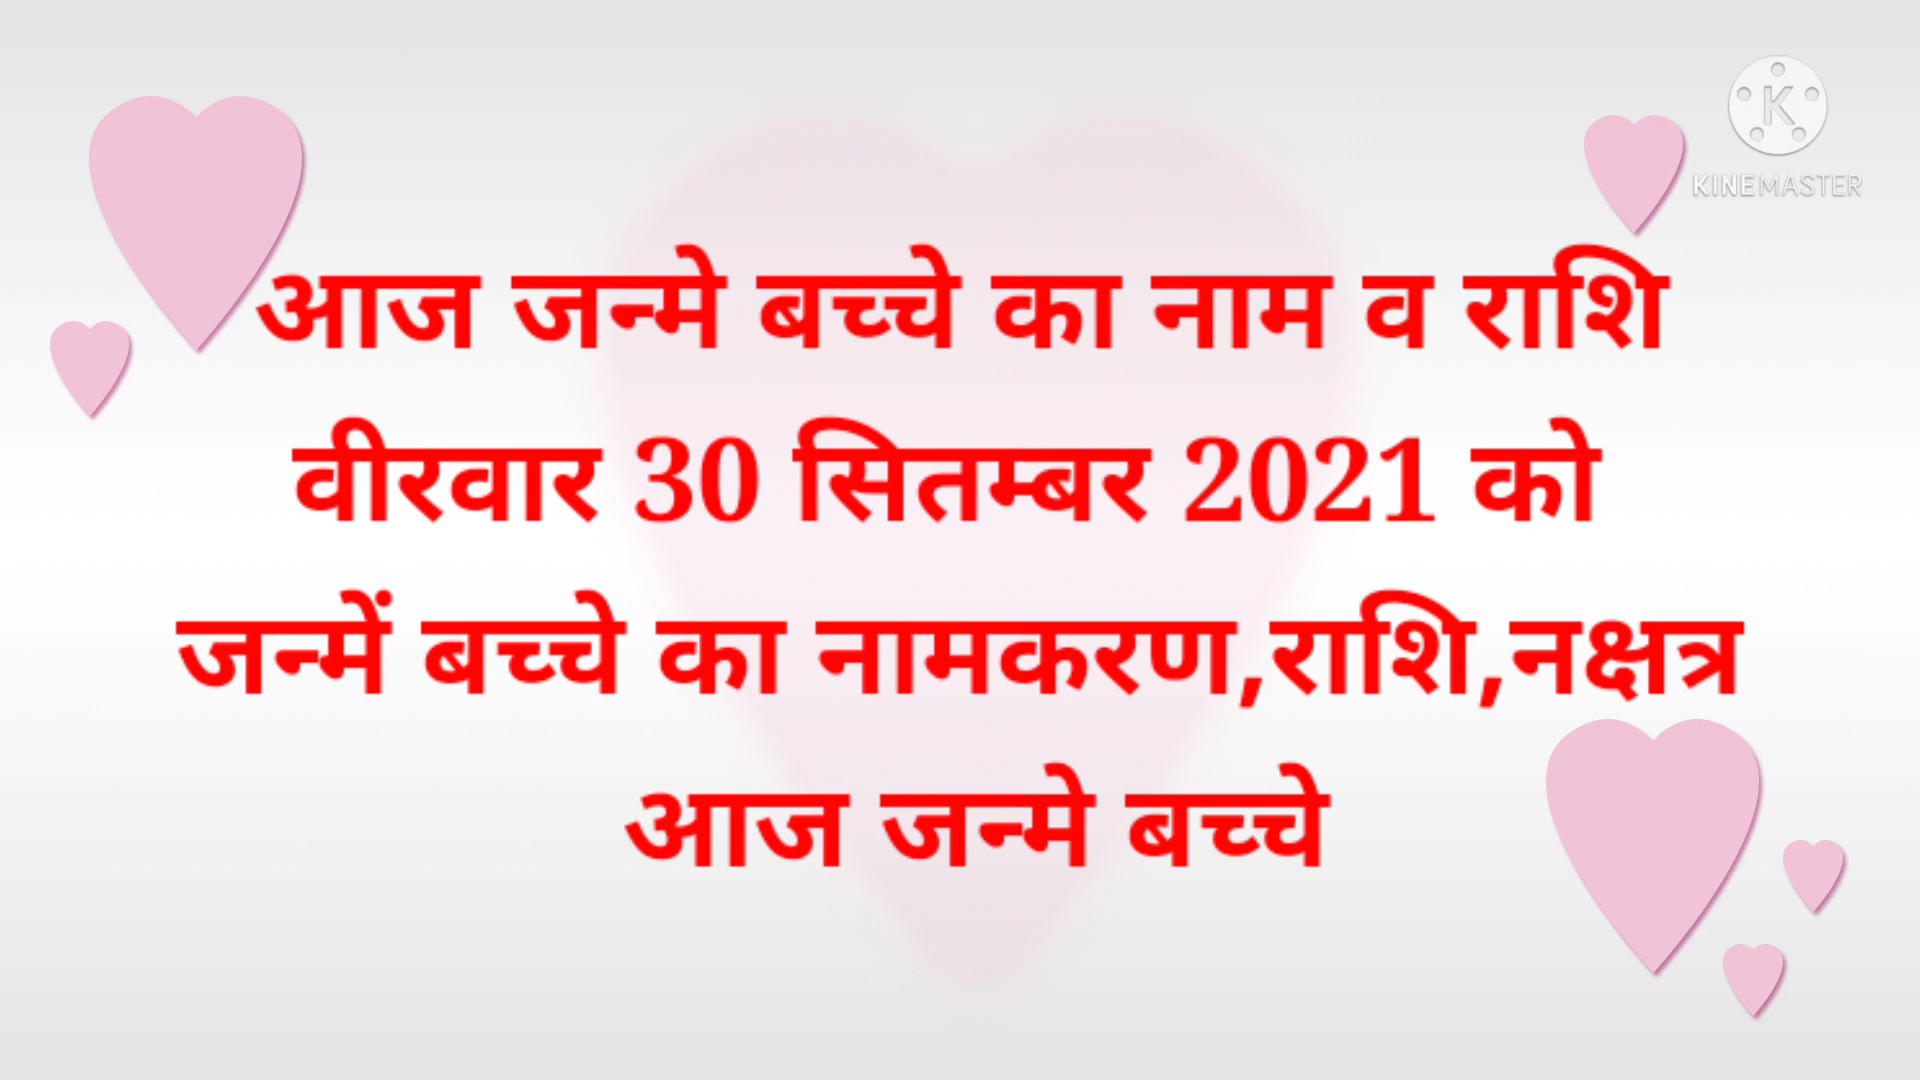 KINEMASTER
आज जन्मे बच्चे का नाम व राशि
वीरवार 30 सितम्बर 2021 को
जन्में बच्चे का नामकरण,राशि,नक्षत्र
आज जन्मे बच्चे